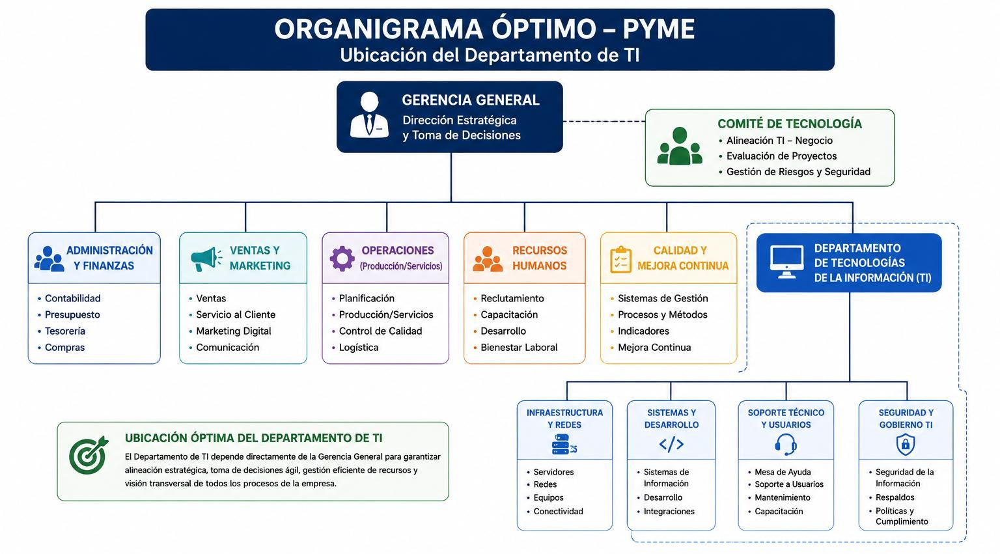 ORGANIGRAMA ÓPTIMO – PYME
Ubicación del Departamento de TI
GERENCIA GENERAL
Dirección Estratégica
y Toma de Decisiones
COMITÉ DE TECNOLOGÍA
• Alineación TI – Negocio
• Evaluación de Proyectos
• Gestión de Riesgos y Seguridad
ADMINISTRACIÓN
Y FINANZAS
• Contabilidad
• Presupuesto
• Tesorería
• Compras
VENTAS Y
MARKETING
• Ventas
• Servicio al Cliente
• Marketing Digital
• Comunicación
OPERACIONES
(Producción/Servicios)
• Planificación
• Producción/Servicios
• Control de Calidad
• Logística
RECURSOS
HUMANOS
• Reclutamiento
• Capacitación
• Desarrollo
• Bienestar Laboral
CALIDAD Y
MEJORA CONTINUA
• Sistemas de Gestión
• Procesos y Métodos
• Indicadores
• Mejora Continua
DEPARTAMENTO
DE TECNOLOGÍAS
DE LA INFORMACIÓN (TI)
INFRAESTRUCTURA
Y REDES
• Servidores
• Redes
• Equipos
• Conectividad
SISTEMAS Y
DESARROLLO
</>
• Sistemas de
Información
• Desarrollo
• Integraciones
SOPORTE TÉCNICO
Y USUARIOS
• Mesa de Ayuda
• Soporte a Usuarios
• Mantenimiento
• Capacitación
SEGURIDAD Y
GOBIERNO TI
• Seguridad de la
Información
• Respaldos
• Políticas y
Cumplimiento
UBICACIÓN ÓPTIMA DEL DEPARTAMENTO DE TI
El Departamento de TI depende directamente de la Gerencia General para garantizar
alineación estratégica, toma de decisiones ágil, gestión eficiente de recursos y
visión transversal de todos los procesos de la empresa.